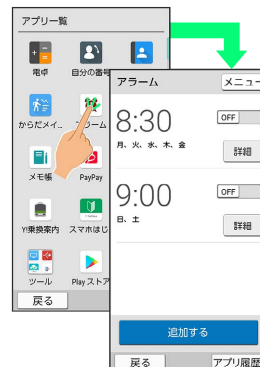 アプリ一覧
電卓
自分の番号
からだメイ...
アラーム
メモ帳
PayPay
Y!乗換案内
スマホはじ
ツール
Play ストア
戻る
アラーム
メニュー
8:30
OFF
月、火、水、木、金
詳細
9:00
OFF
日、土
詳細
追加する
戻る
アプリ履歴